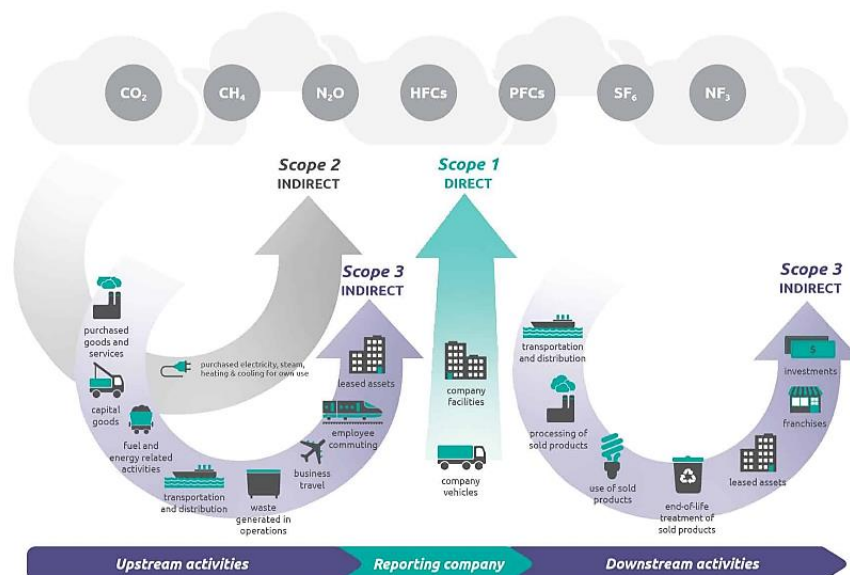 CO₂ CH₄ N₂O HFCs PFCs SF₆ NF₃
Scope 2
INDIRECT
Scope 1
DIRECT
Scope 3
INDIRECT
Scope 3
INDIRECT
purchased
goods and
services
capital
goods
fuel and
energy related
activities
transportation
and distribution
waste
generated in
operations
business
travel
employee
commuting
leased assets
purchased electricity, steam,
heating & cooling for own use
company
facilities
company
vehicles
transportation
and distribution
processing of
sold products
use of sold
products
end-of-life
treatment of
sold products
leased assets
franchises
investments
$
Upstream activities
Reporting company
Downstream activities